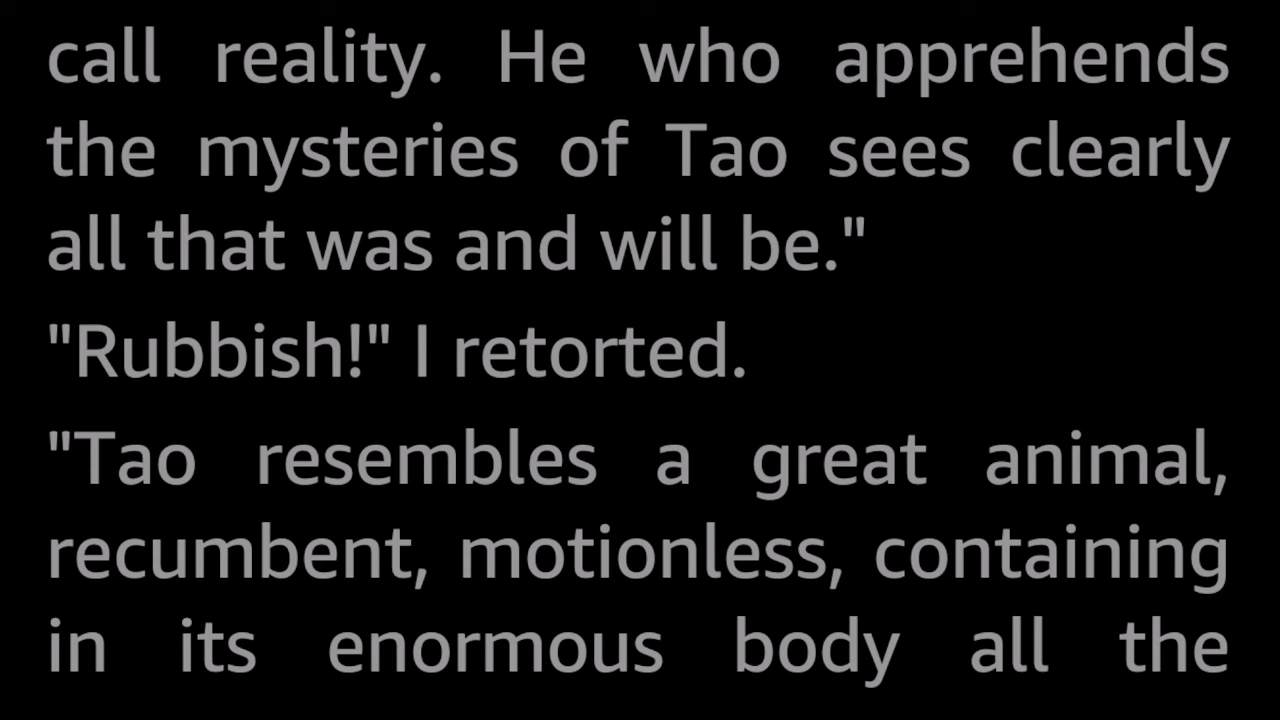 call reality. He who apprehends
the mysteries of Tao sees clearly
all that was and will be."
"Rubbish!" I retorted.
"Tao resembles a great animal,
recumbent, motionless, containing
in its enormous body all the